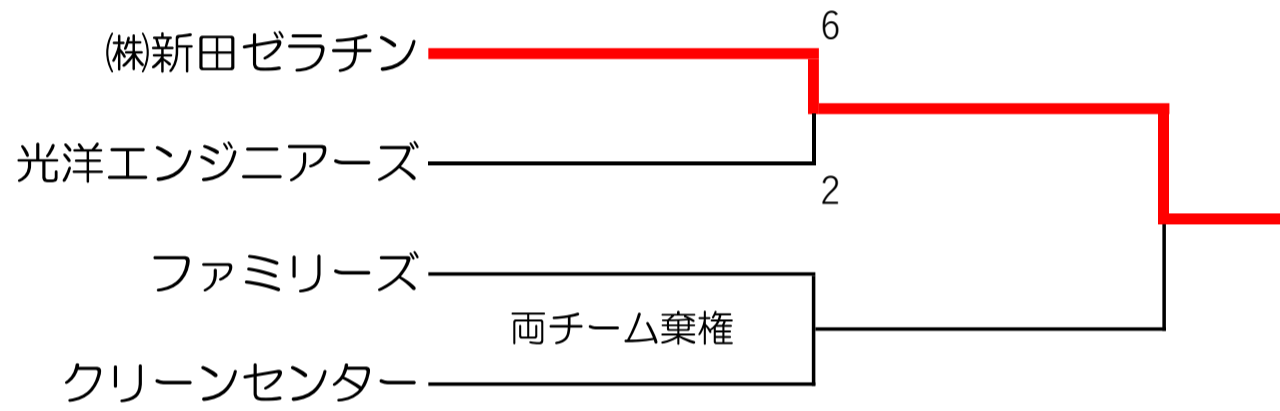 ㈱新田ゼラチン
6
光洋エンジニアーズ
2
ファミリーズ
両チーム棄権
クリーンセンター